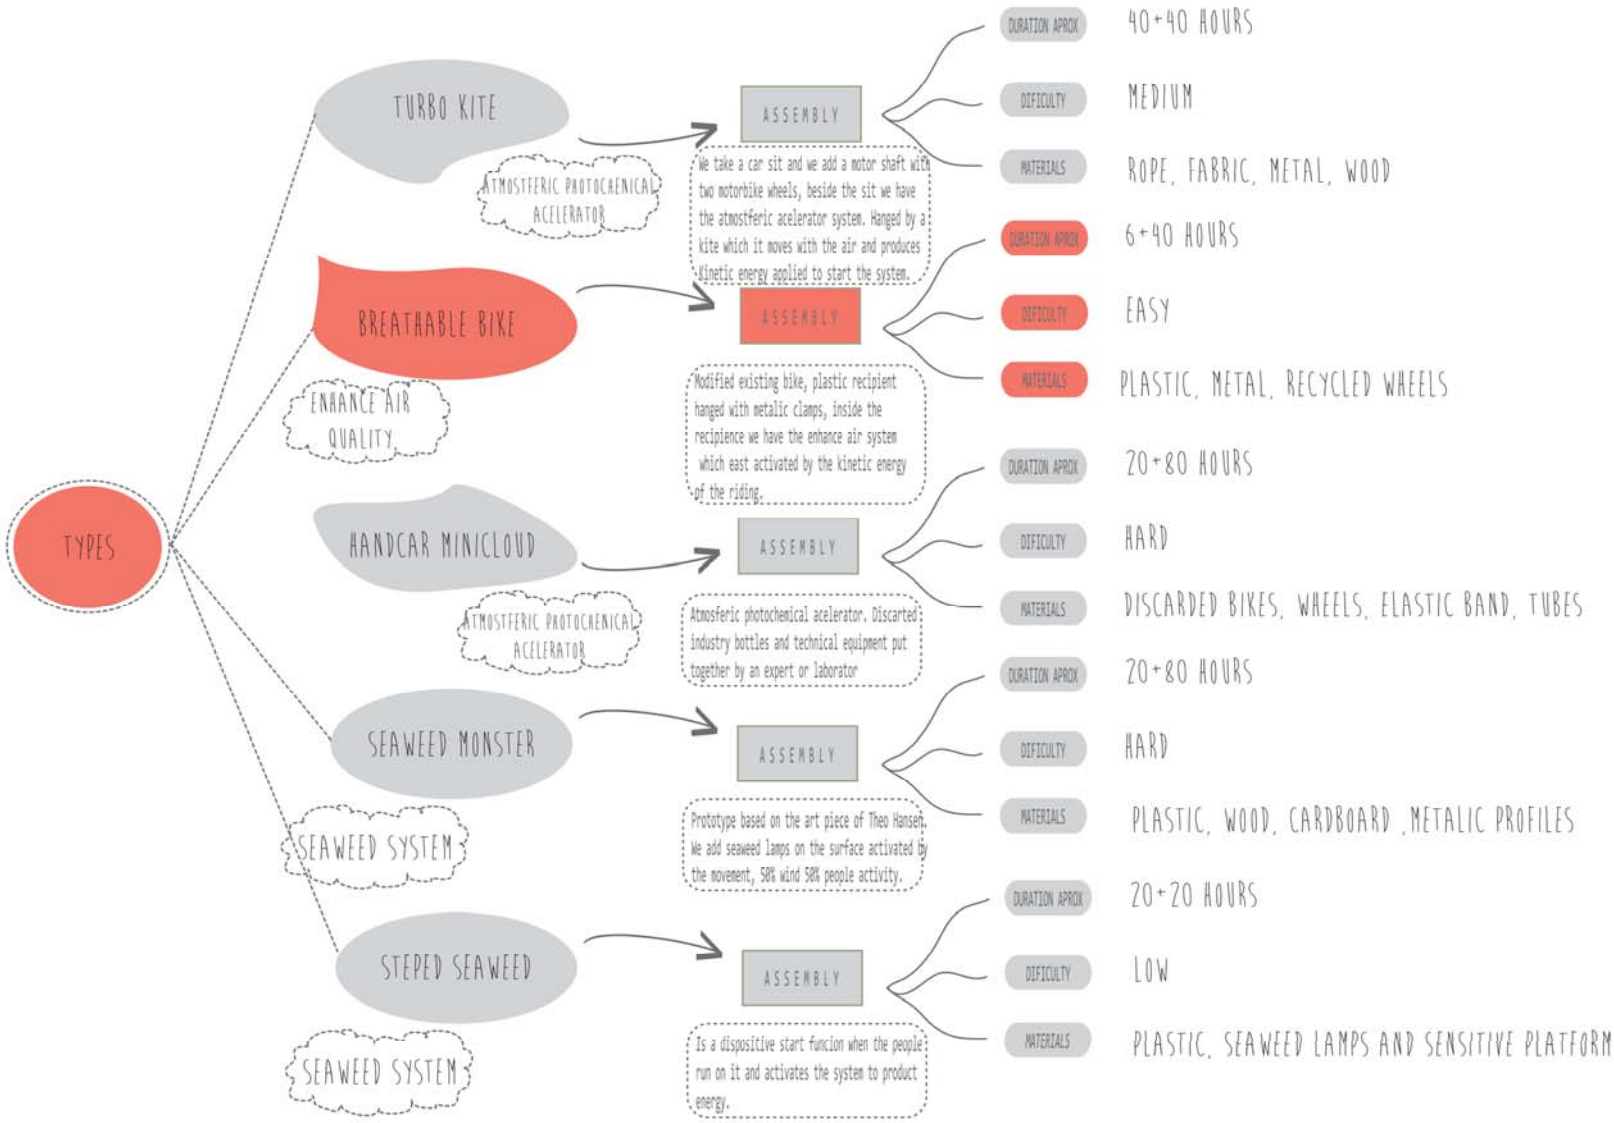 TYPES
TURBO KITE
ATMOSTFERIC PHOTOCHENICAL
ACELERATOR
ASSEMBLY
We take a car sit and we add a motor shaft with
two motorbike wheels, beside the sit we have
the atmostferic acelerator system. Hanged by a
kite which it moves with the air and produces
Kinetic energy applied to start the system.
DURATION APROX
40+40 HOURS
DIFICULTY
MEDIUM
MATERIALS
ROPE, FABRIC, METAL, WOOD
BREATHABLE BIKE
ENHANCE AIR
QUALITY
ASSEMBLY
Modified existing bike, plastic recipient
hanged with metalic clamps, inside the
recipience we have the enhance air system
which east activated by the kinetic energy
of the riding.
DURATION APROX
6+40 HOURS
DIFICULTY
EASY
MATERIALS
PLASTIC, METAL, RECYCLED WHEELS
HANDCAR MINICLOUD
ATMOSTFERIC PHOTOCHENICAL
ACELERATOR
ASSEMBLY
Atmosferic photochemical acelerator. Discarted
industry bottles and technical equipment put
together by an expert or laborator
DURATION APROX
20+80 HOURS
DIFICULTY
HARD
MATERIALS
DISCARDED BIKES, WHEELS, ELASTIC BAND, TUBES
SEAWEED MONSTER
SEAWEED SYSTEM
ASSEMBLY
Prototype based on the art piece of Theo Hansen.
We add seaweed lamps on the surface activated by
the movement, 50% wind 50% people activity.
DURATION APROX
20+80 HOURS
DIFICULTY
HARD
MATERIALS
PLASTIC, WOOD, CARDBOARD ,METALIC PROFILES
STEPED SEAWEED
SEAWEED SYSTEM
ASSEMBLY
Is a dispositive start funcion when the people
run on it and activates the system to product
energy.
DURATION APROX
20+20 HOURS
DIFICULTY
LOW
MATERIALS
PLASTIC, SEAWEED LAMPS AND SENSITIVE PLATFORM